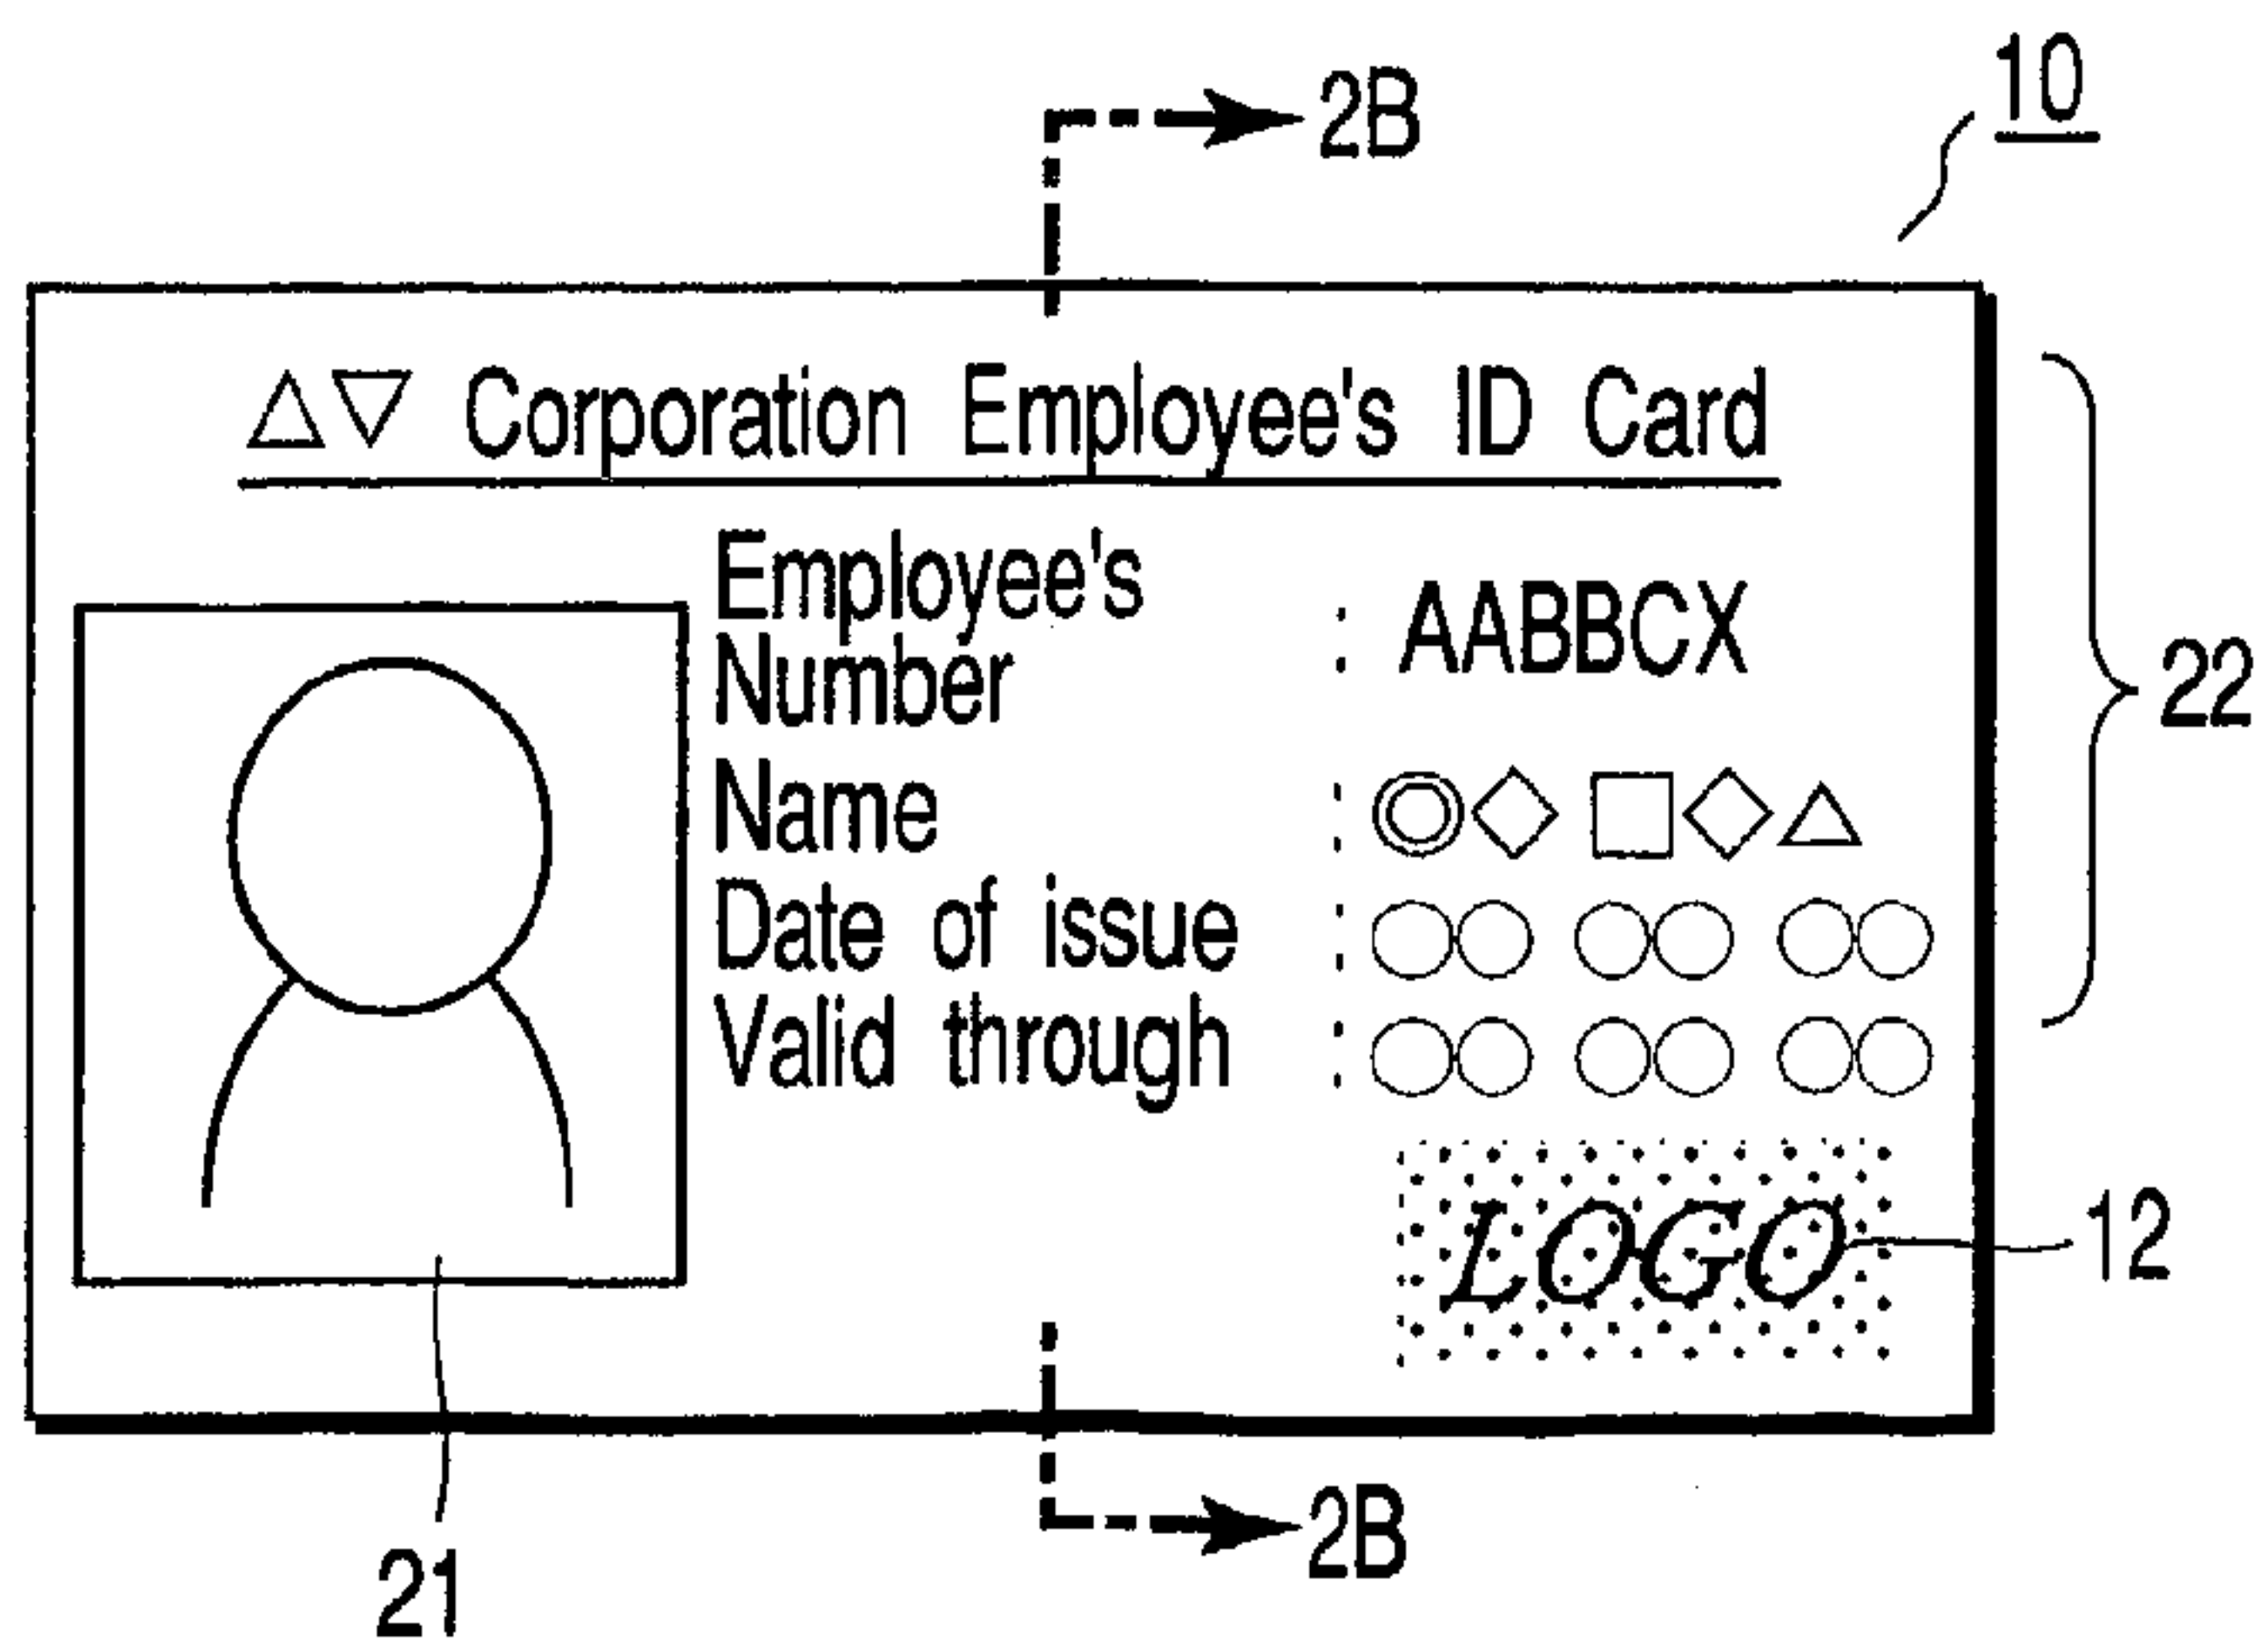 10
2B
△▽ Corporation Employee's ID Card
Employee's Number : AABBCX
Name : ◎◇ □◇△
Date of issue : ○○ ○○ ○○
Valid through : ○○ ○○ ○○
22
LOGO
12
21
2B